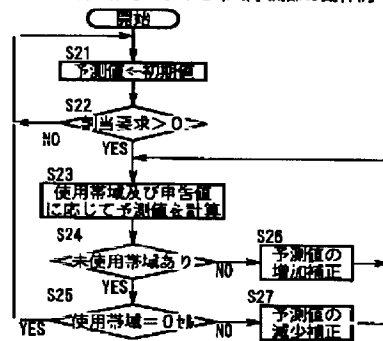 開始
S21
予測値←初期値
S22
割当要求>0
NO
YES
S23
使用帯域及び申告値
に応じて予測値を計算
S24
未使用帯域あり
NO
YES
S26
予測値の
増加補正
S25
使用帯域=0セル
YES
NO
S27
予測値の
減少補正